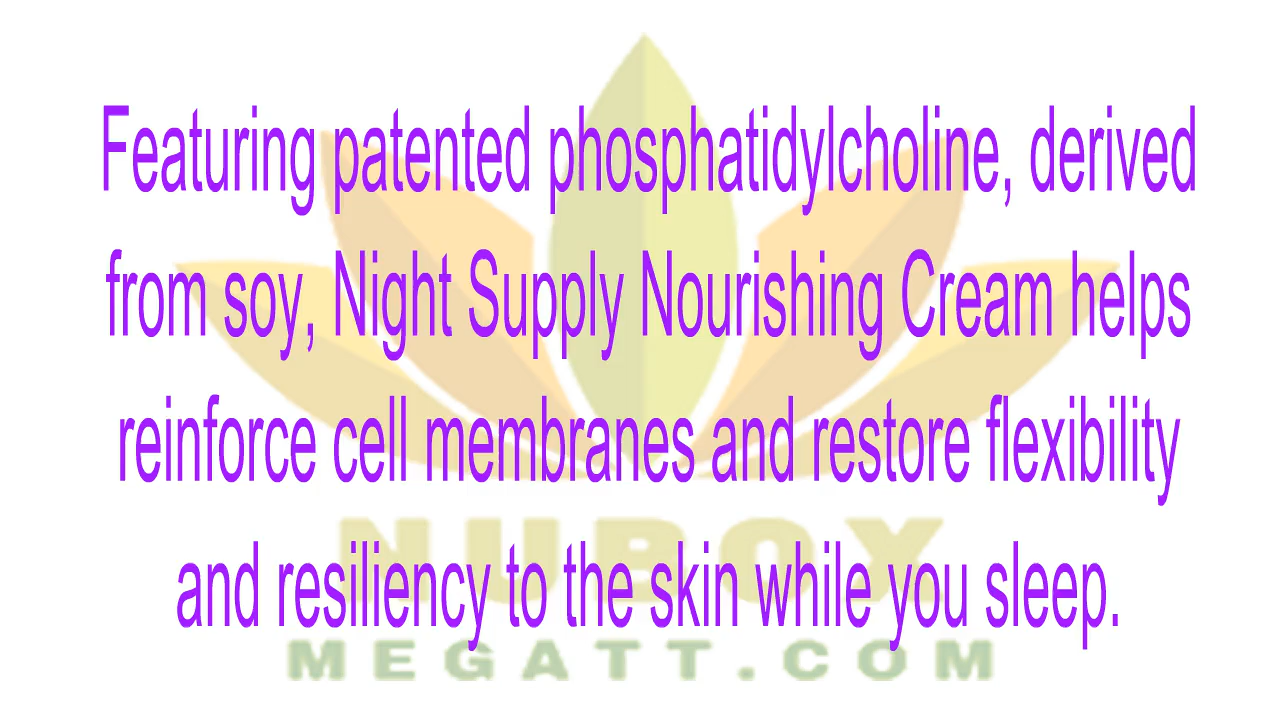 Featuring patented phosphatidylcholine, derived
from soy, Night Supply Nourishing Cream helps
reinforce cell membranes and restore flexibility
and resiliency to the skin while you sleep.
NUBOX
MEGATT.COM